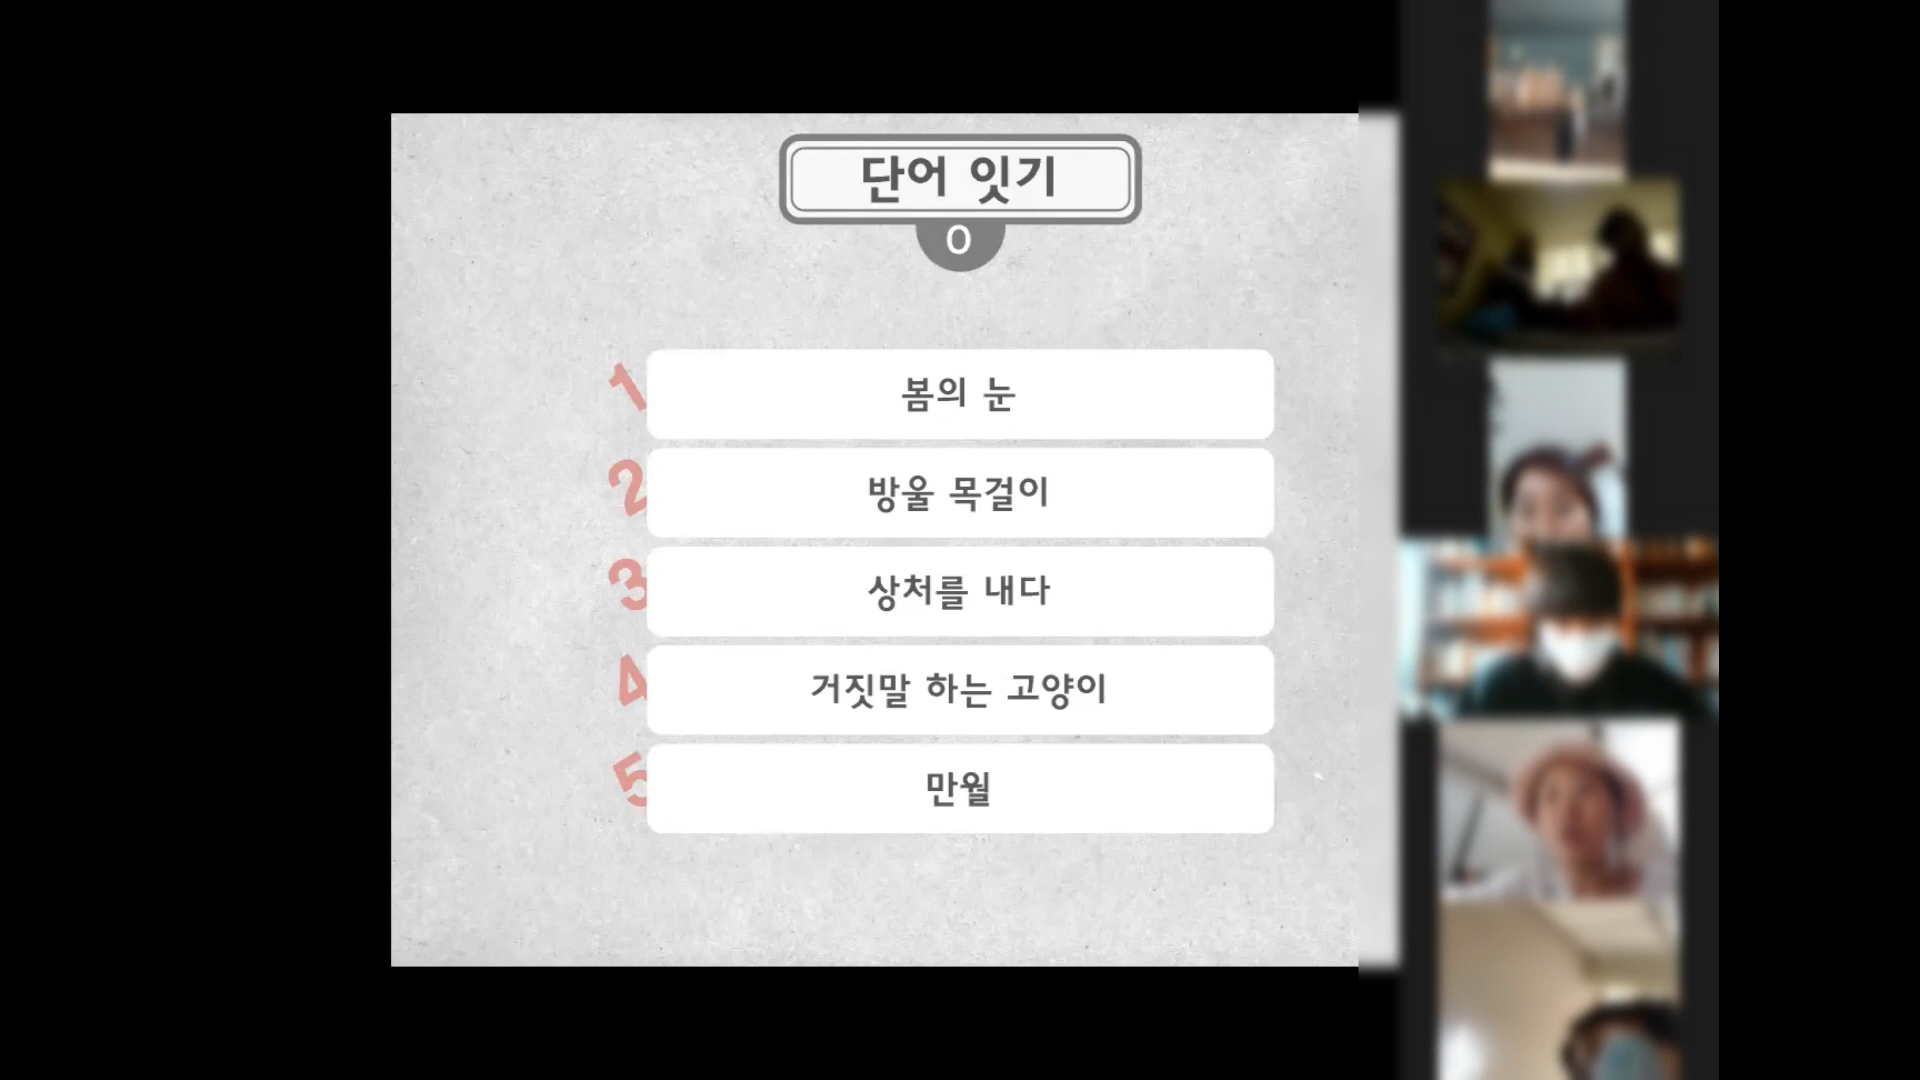 단어 잇기
0
1 봄의 눈
2 방울 목걸이
3 상처를 내다
4 거짓말 하는 고양이
5 만월